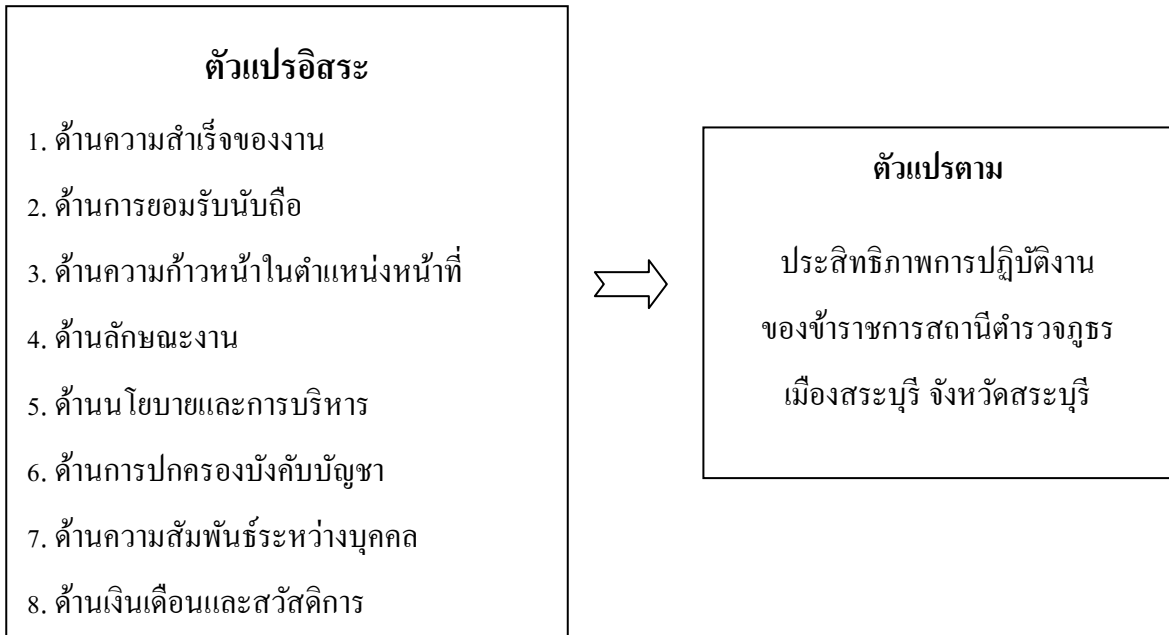 ตัวแปรอิสระ
1. ด้านความสำเร็จของงาน
2. ด้านการยอมรับนับถือ
3. ด้านความก้าวหน้าในตำแหน่งหน้าที่
4. ด้านลักษณะงาน
5. ด้านนโยบายและการบริหาร
6. ด้านการปกครองบังคับบัญชา
7. ด้านความสัมพันธ์ระหว่างบุคคล
8. ด้านเงินเดือนและสวัสดิการ
ตัวแปรตาม
ประสิทธิภาพการปฏิบัติงาน
ของข้าราชการสถานีตำรวจภูธร
เมืองสระบุรี จังหวัดสระบุรี